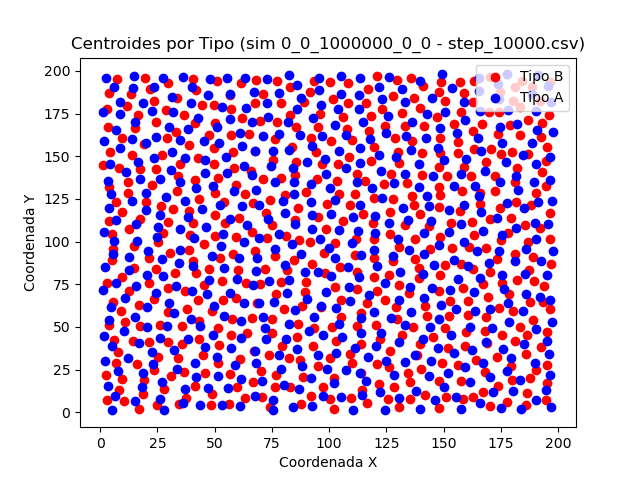 Centroides por Tipo (sim 0_0_1000000_0_0 - step_10000.csv)
Tipo B
Tipo A
Coordenada Y
200
175
150
125
100
75
50
25
0
0 25 50 75 100 125 150 175 200
Coordenada X